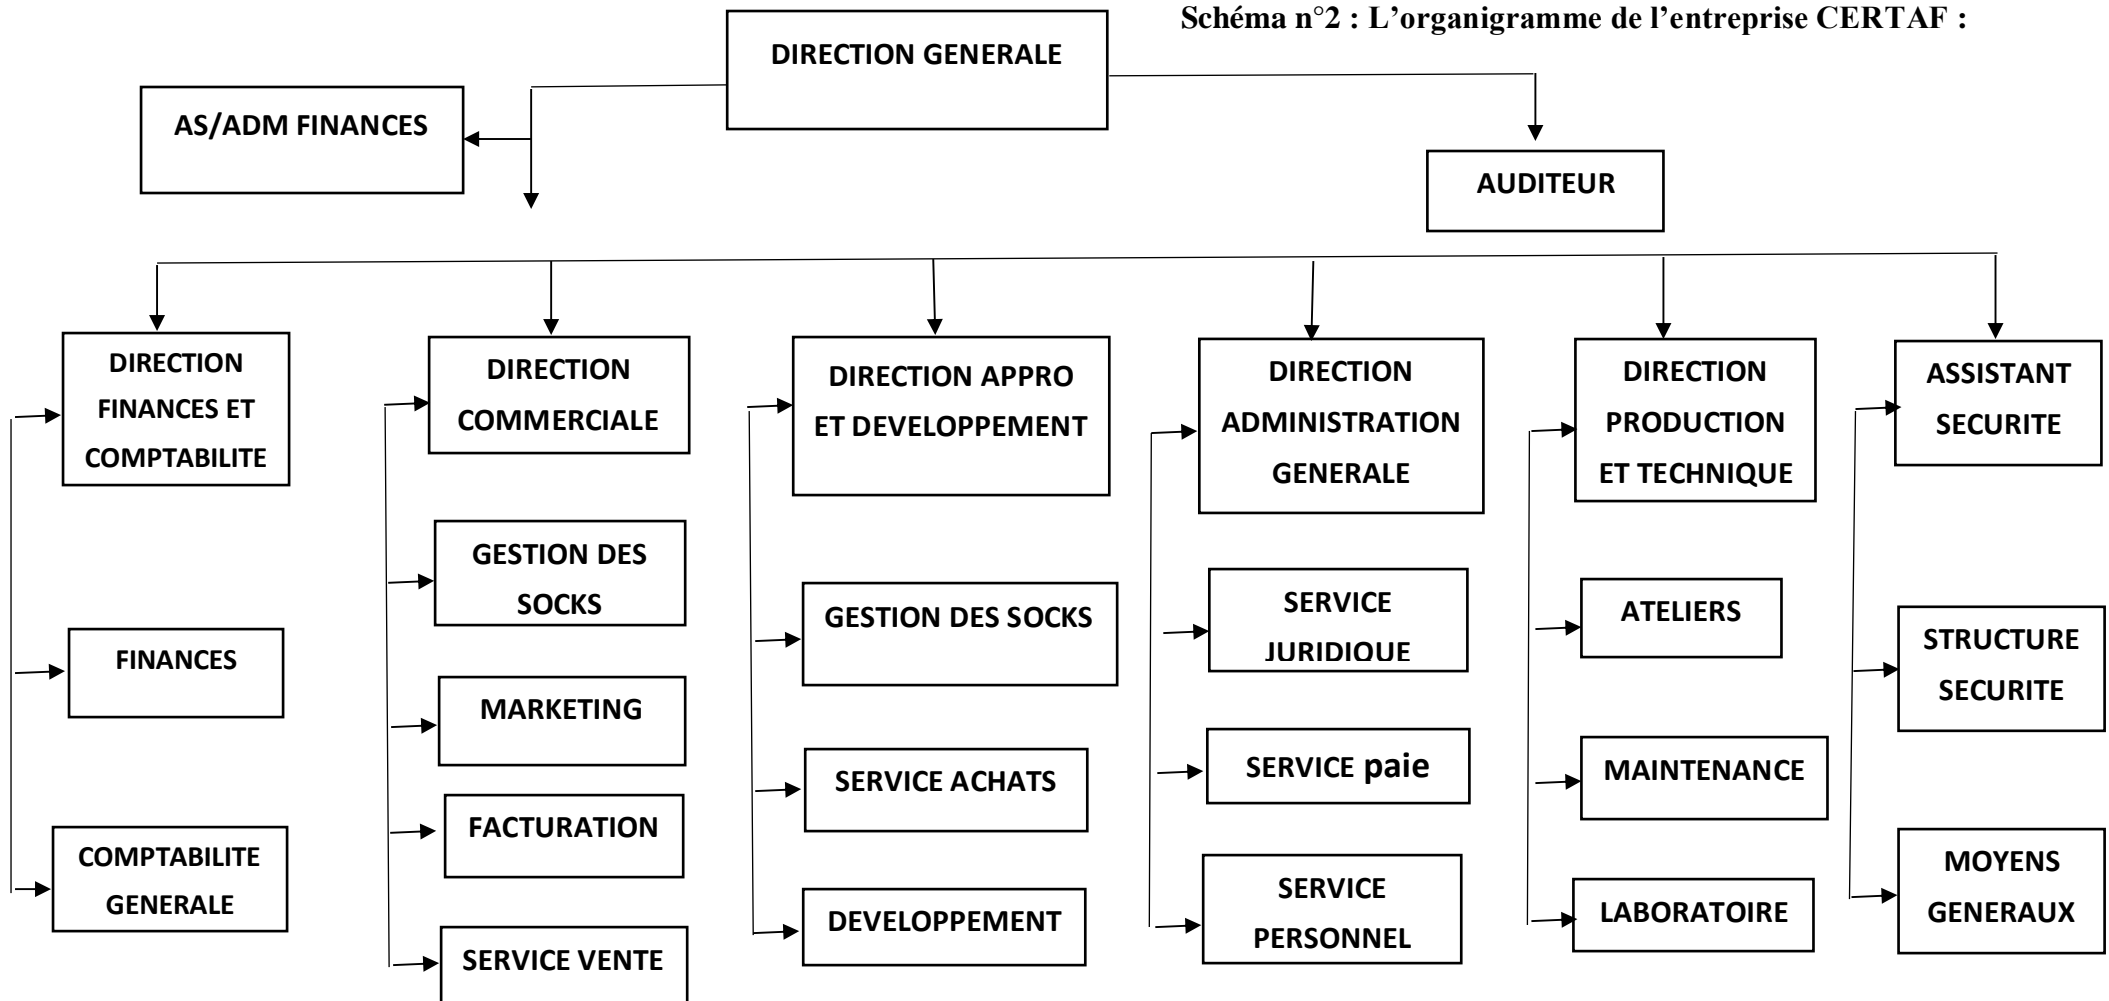 Schéma n°2 : L’organigramme de l’entreprise CERTAF :
DIRECTION GENERALE
AS/ADM FINANCES
AUDITEUR
DIRECTION
FINANCES ET
COMPTABILITE
FINANCES
COMPTABILITE
GENERALE
DIRECTION
COMMERCIALE
GESTION DES
SOCKS
MARKETING
FACTURATION
SERVICE VENTE
DIRECTION APPRO
ET DEVELOPPEMENT
GESTION DES SOCKS
SERVICE ACHATS
DEVELOPPEMENT
DIRECTION
ADMINISTRATION
GENERALE
SERVICE
JURIDIQUE
SERVICE paie
SERVICE
PERSONNEL
DIRECTION
PRODUCTION
ET TECHNIQUE
ATELIERS
MAINTENANCE
LABORATOIRE
ASSISTANT
SECURITE
STRUCTURE
SECURITE
MOYENS
GENERAUX